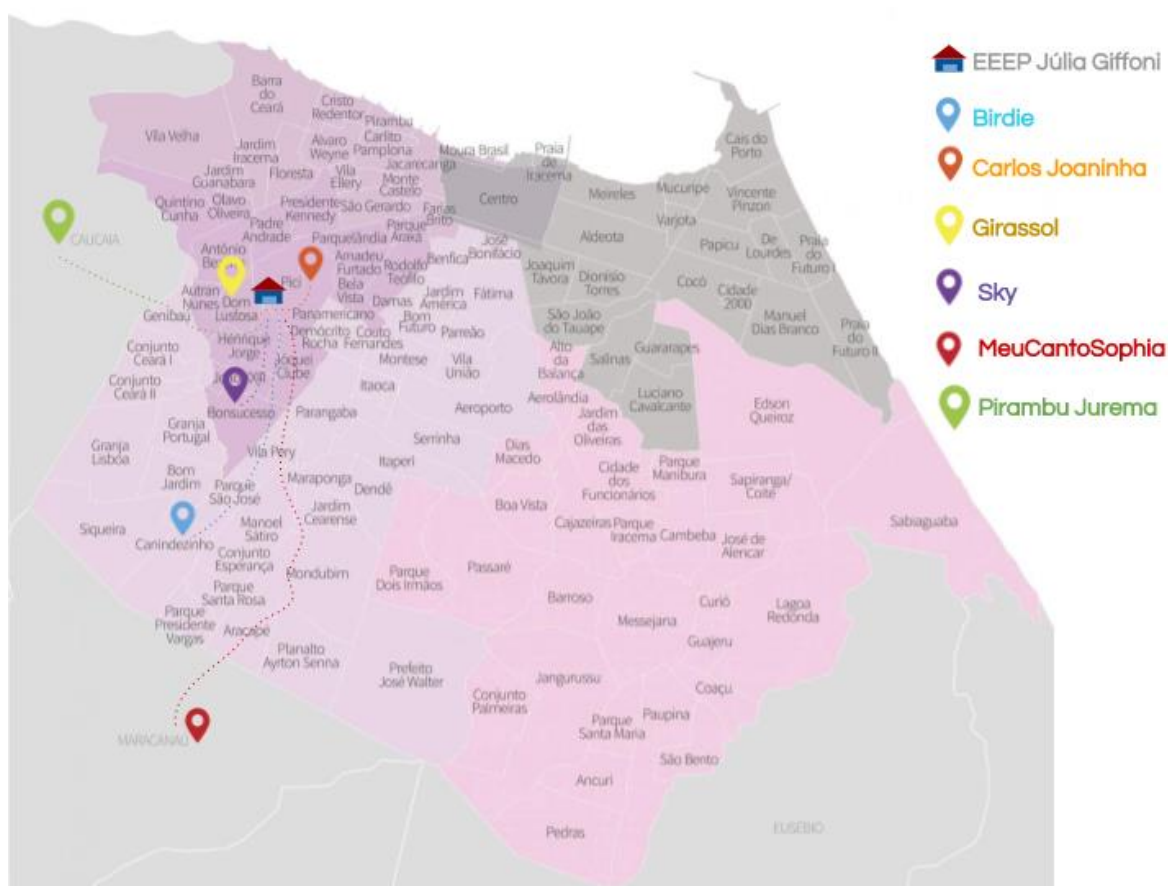 EEEP Júlia Giffoni
Birdie
Carlos Joaninha
Girassol
Sky
MeuCantoSophia
Pirambu Jurema
Barra
do
Ceará
Cristo
Redentor
Pirambu
Vila Velha
Jardim
Iracema
Álvaro
Weyne
Carlito
Pamplona
Moura Brasil
Praia
de
Iracema
Cais do
Porto
Jacarecanga
Jardim
Guanabara
Floresta
Vila
Ellery
Monte
Castelo
Centro
Meireles
Mucuripe
Vincente
Pinzon
Quintino
Cunha
Olavo
Oliveira
Presidente
Kennedy
São Gerardo
Farias
Brito
Varjota
Padre
Andrade
Parquelândia
Parque
Araxá
José
Bonifácio
Aldeota
Papicu
De
Lourdes
Praia
do
Futuro I
CAUCAIA
Antônio
Amadeu
Furtado
Rodolfo
Teófilo
Benfica
Joaquim
Távora
Dionisio
Torres
Cocó
Cidade
2000
Pici
Bela
Vista
Autran
Nunes
Dom
Lustosa
Genibaú
Damas
Jardim
América
Fátima
Panamericano
Bom
Futuro
São João
do Tauape
Manuel
Dias Branco
Praia
do
Futuro II
Conjunto
Ceará I
Henrique
Jorge
Demócrito
Rocha
Couto
Fernandes
Parreão
Jóquei
Clube
Montese
Vila
União
Alto
da
Balança
Salinas
Guararapes
Conjunto
Ceará II
Itaoca
Aerolândia
Luciano
Cavalcante
Edson
Queiroz
Bonsucesso
Parangaba
Aeroporto
Jardim
das
Oliveiras
Granja
Portugal
Granja
Lisbôa
Vila Pery
Serrinha
Dias
Macedo
Itaperi
Bom
Jardim
Parque
São José
Maraponga
Dendê
Cidade
dos
Funcionários
Parque
Manibura
Sapiranga/
Coité
Siqueira
Canindezinho
Manoel
Sátiro
Jardim
Cearense
Boa Vista
Cajazeiras
Parque
Iracema
Cambeba
José de
Alencar
Sabiaguaba
Conjunto
Esperança
Mondubim
Parque
Dois Irmãos
Passaré
Parque
Santa Rosa
Barroso
Curió
Lagoa
Redonda
Parque
Presidente
Vargas
Aracapé
Messejana
Guajeru
Planalto
Ayrton Senna
Prefeito
José Walter
Conjunto
Palmeiras
Jangurussu
Coaçu
MARACANAÚ
Parque
Santa Maria
Paupina
São Bento
Ancuri
Pedras
EUSÉBIO